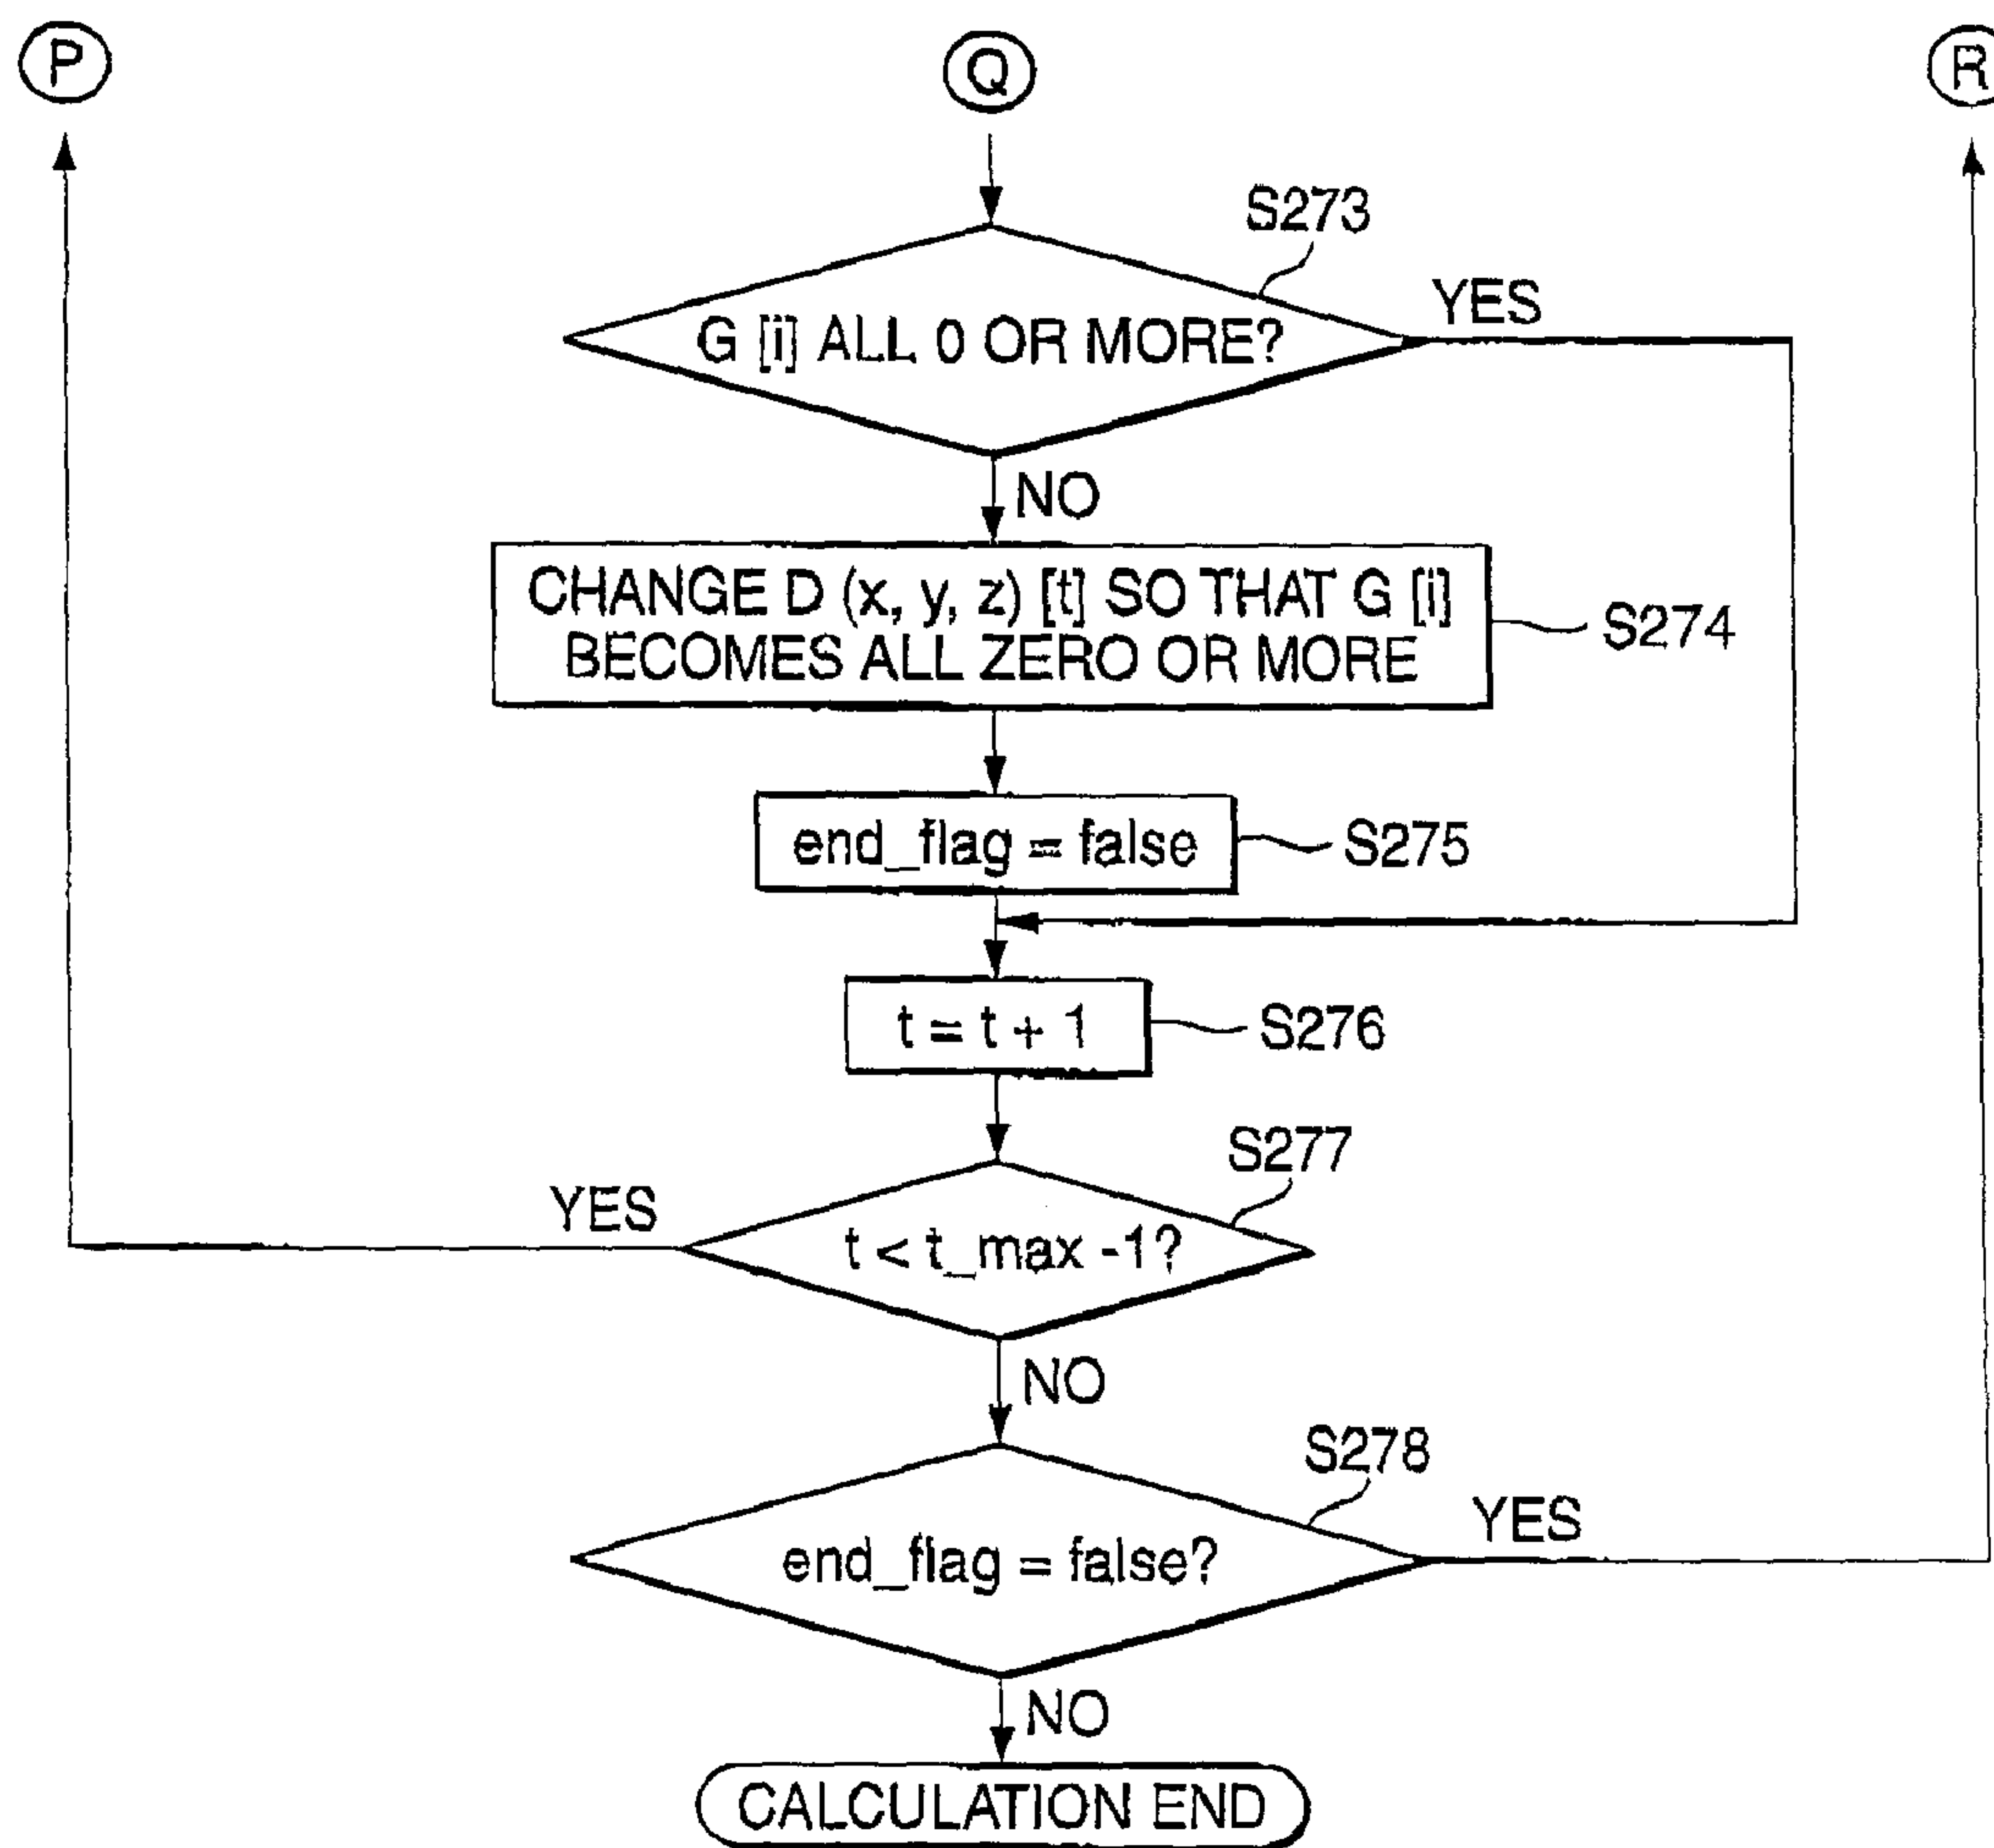 P
Q
R
S273
G [i] ALL 0 OR MORE?
YES
NO
CHANGE D (x, y, z) [t] SO THAT G [i]
BECOMES ALL ZERO OR MORE
S274
end_flag = false
S275
t = t + 1
S276
S277
YES
t < t_max -1?
NO
S278
end_flag = false?
YES
NO
CALCULATION END